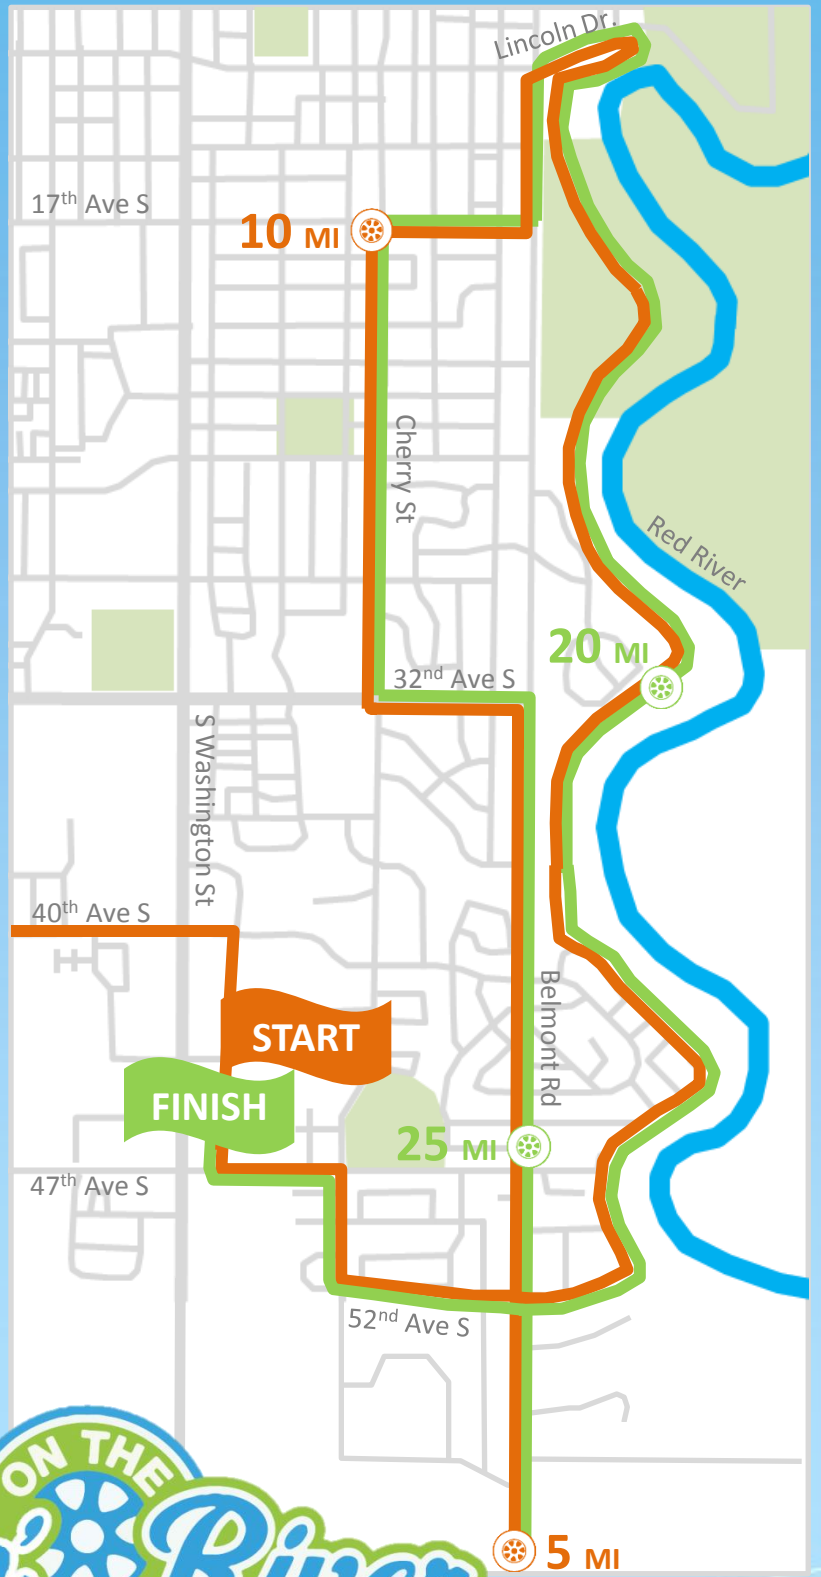 Lincoln Dr.
17th Ave S
10 MI
Cherry St
Red River
20 MI
32nd Ave S
S Washington St
40th Ave S
Belmont Rd
START
FINISH
25 MI
47th Ave S
52nd Ave S
ON THE
River
5 MI